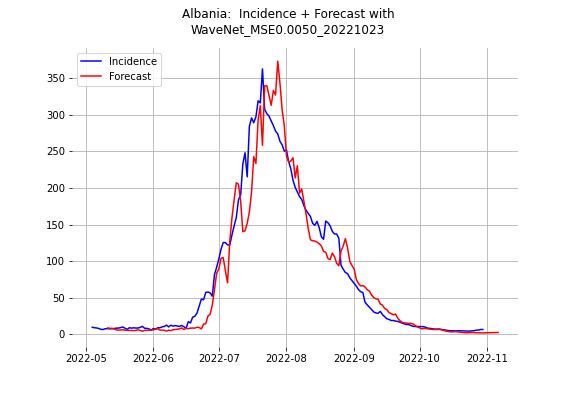 Albania:  Incidence + Forecast with
WaveNet_MSE0.0050_20221023
Incidence
Forecast
350
300
250
200
150
100
50
0
2022-05 2022-06 2022-07 2022-08 2022-09 2022-10 2022-11